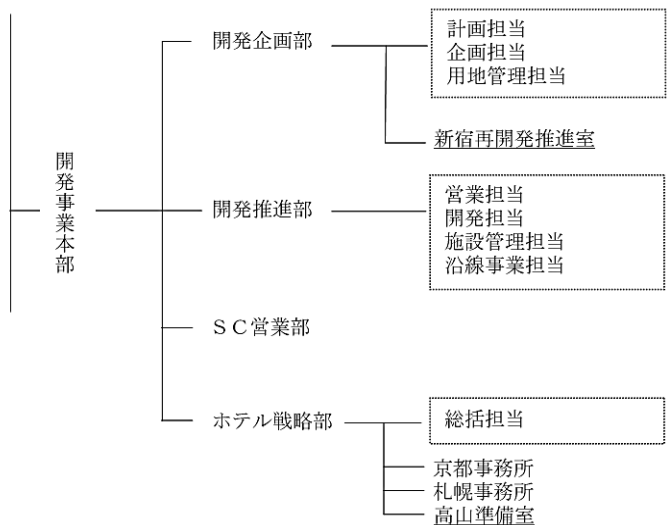 開発事業本部
開発企画部
計画担当
企画担当
用地管理担当
新宿再開発推進室
開発推進部
営業担当
開発担当
施設管理担当
沿線事業担当
ＳＣ営業部
ホテル戦略部
総括担当
京都事務所
札幌事務所
高山準備室